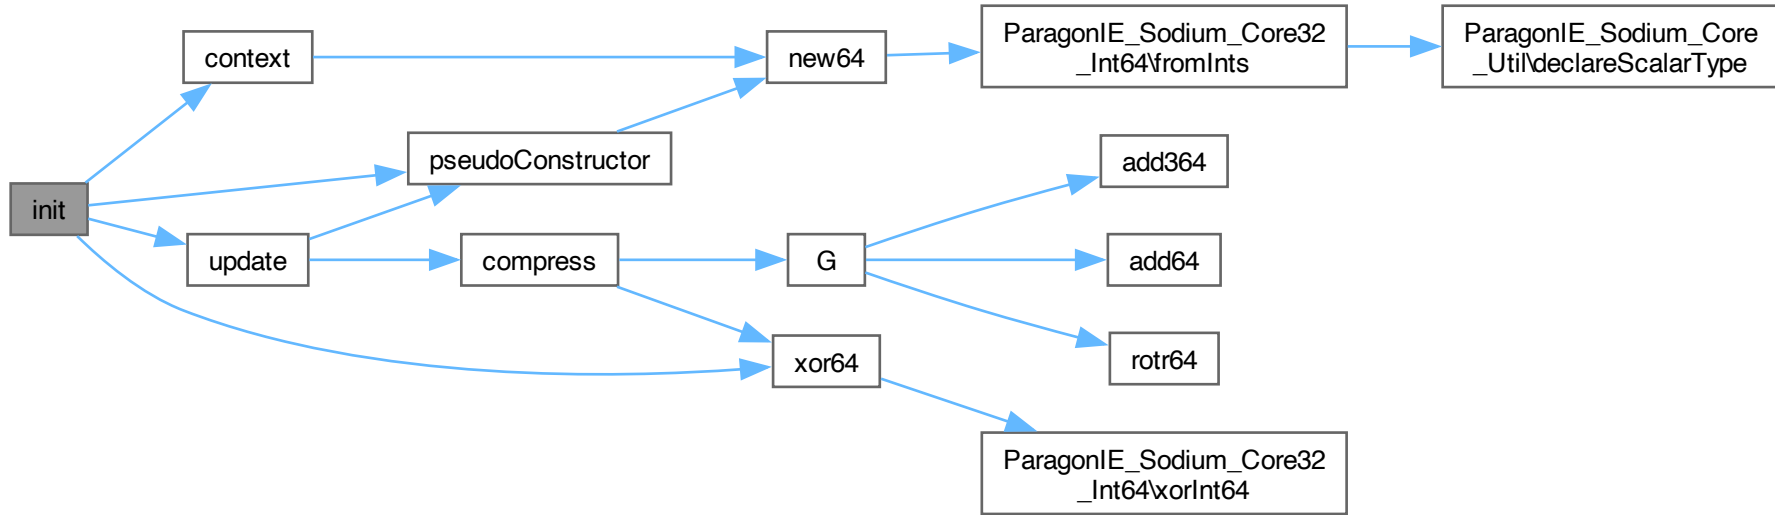 init
context
pseudoConstructor
update
compress
new64
G
xor64
ParagonIE_Sodium_Core32
_Int64\fromInts
add364
add64
rotr64
ParagonIE_Sodium_Core32
_Int64\xorInt64
ParagonIE_Sodium_Core
_Util\declareScalarType